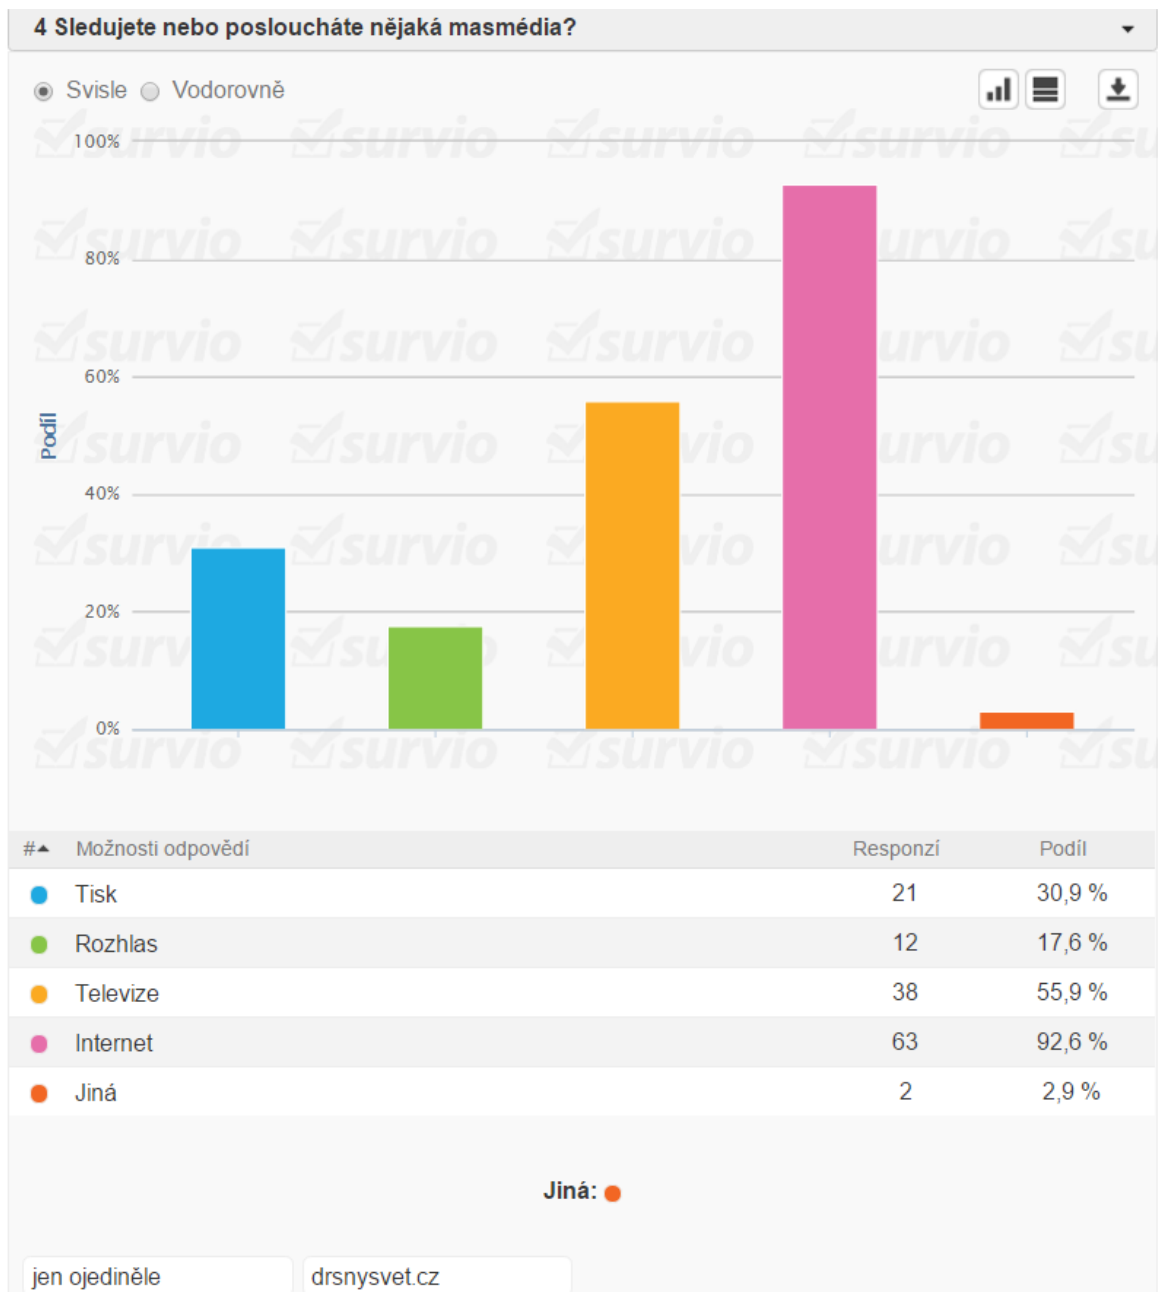 4 Sledujete nebo posloucháte nějaká masmédia?
Svisle Vodorovně
100%
80%
60%
40%
20%
0%
Podíl
# Možnosti odpovědí Responzí Podíl
Tisk 21 30,9 %
Rozhlas 12 17,6 %
Televize 38 55,9 %
Internet 63 92,6 %
Jiná 2 2,9 %
Jiná:
jen ojediněle drsnysvet.cz
survio